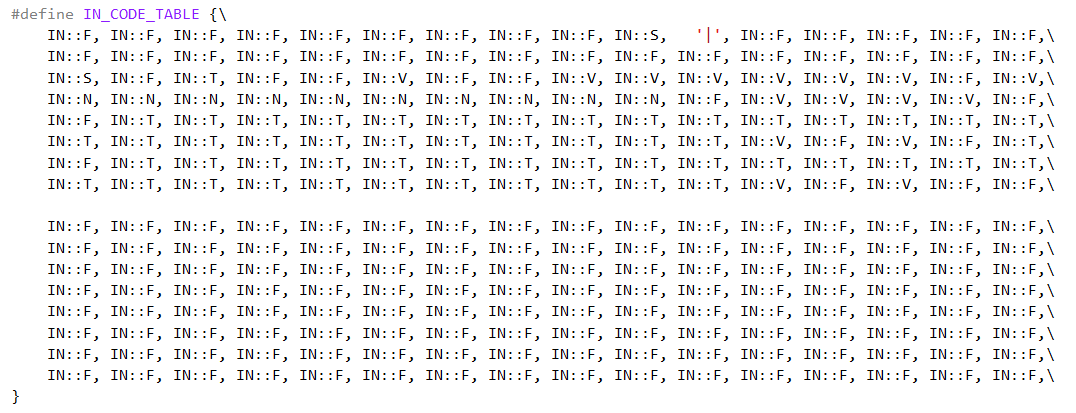 #define IN_CODE_TABLE {\
IN::F, IN::F, IN::F, IN::F, IN::F, IN::F, IN::F, IN::F, IN::F, IN::S, '|', IN::F, IN::F, IN::F, IN::F, IN::F,\
IN::F, IN::F, IN::F, IN::F, IN::F, IN::F, IN::F, IN::F, IN::F, IN::F, IN::F, IN::F, IN::F, IN::F, IN::F, IN::F,\
IN::S, IN::F, IN::T, IN::F, IN::F, IN::V, IN::F, IN::F, IN::V, IN::V, IN::V, IN::V, IN::V, IN::V, IN::F, IN::V,\
IN::N, IN::N, IN::N, IN::N, IN::N, IN::N, IN::N, IN::N, IN::N, IN::N, IN::F, IN::V, IN::V, IN::V, IN::V, IN::F,\
IN::F, IN::T, IN::T, IN::T, IN::T, IN::T, IN::T, IN::T, IN::T, IN::T, IN::T, IN::T, IN::T, IN::T, IN::T, IN::T,\
IN::T, IN::T, IN::T, IN::T, IN::T, IN::T, IN::T, IN::T, IN::T, IN::T, IN::T, IN::V, IN::F, IN::V, IN::F, IN::T,\
IN::F, IN::T, IN::T, IN::T, IN::T, IN::T, IN::T, IN::T, IN::T, IN::T, IN::T, IN::T, IN::T, IN::T, IN::T, IN::T,\
IN::T, IN::T, IN::T, IN::T, IN::T, IN::T, IN::T, IN::T, IN::T, IN::T, IN::T, IN::V, IN::F, IN::V, IN::F, IN::F,\
IN::F, IN::F, IN::F, IN::F, IN::F, IN::F, IN::F, IN::F, IN::F, IN::F, IN::F, IN::F, IN::F, IN::F, IN::F, IN::F,\
IN::F, IN::F, IN::F, IN::F, IN::F, IN::F, IN::F, IN::F, IN::F, IN::F, IN::F, IN::F, IN::F, IN::F, IN::F, IN::F,\
IN::F, IN::F, IN::F, IN::F, IN::F, IN::F, IN::F, IN::F, IN::F, IN::F, IN::F, IN::F, IN::F, IN::F, IN::F, IN::F,\
IN::F, IN::F, IN::F, IN::F, IN::F, IN::F, IN::F, IN::F, IN::F, IN::F, IN::F, IN::F, IN::F, IN::F, IN::F, IN::F,\
IN::F, IN::F, IN::F, IN::F, IN::F, IN::F, IN::F, IN::F, IN::F, IN::F, IN::F, IN::F, IN::F, IN::F, IN::F, IN::F,\
IN::F, IN::F, IN::F, IN::F, IN::F, IN::F, IN::F, IN::F, IN::F, IN::F, IN::F, IN::F, IN::F, IN::F, IN::F, IN::F,\
IN::F, IN::F, IN::F, IN::F, IN::F, IN::F, IN::F, IN::F, IN::F, IN::F, IN::F, IN::F, IN::F, IN::F, IN::F, IN::F,\
IN::F, IN::F, IN::F, IN::F, IN::F, IN::F, IN::F, IN::F, IN::F, IN::F, IN::F, IN::F, IN::F, IN::F, IN::F, IN::F,\
}